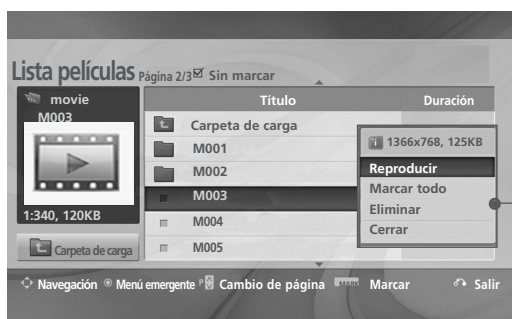 Lista películas Página 2/3 Sin marcar
movie
M003
1:340, 120KB
Carpeta de carga
Título Duración
Carpeta de carga
M001
M002
M003
M004
M005
1366x768, 125KB
Reproducir
Marcar todo
Eliminar
Cerrar
Navegación Menú emergente P Cambio de página MARK Marcar Salir